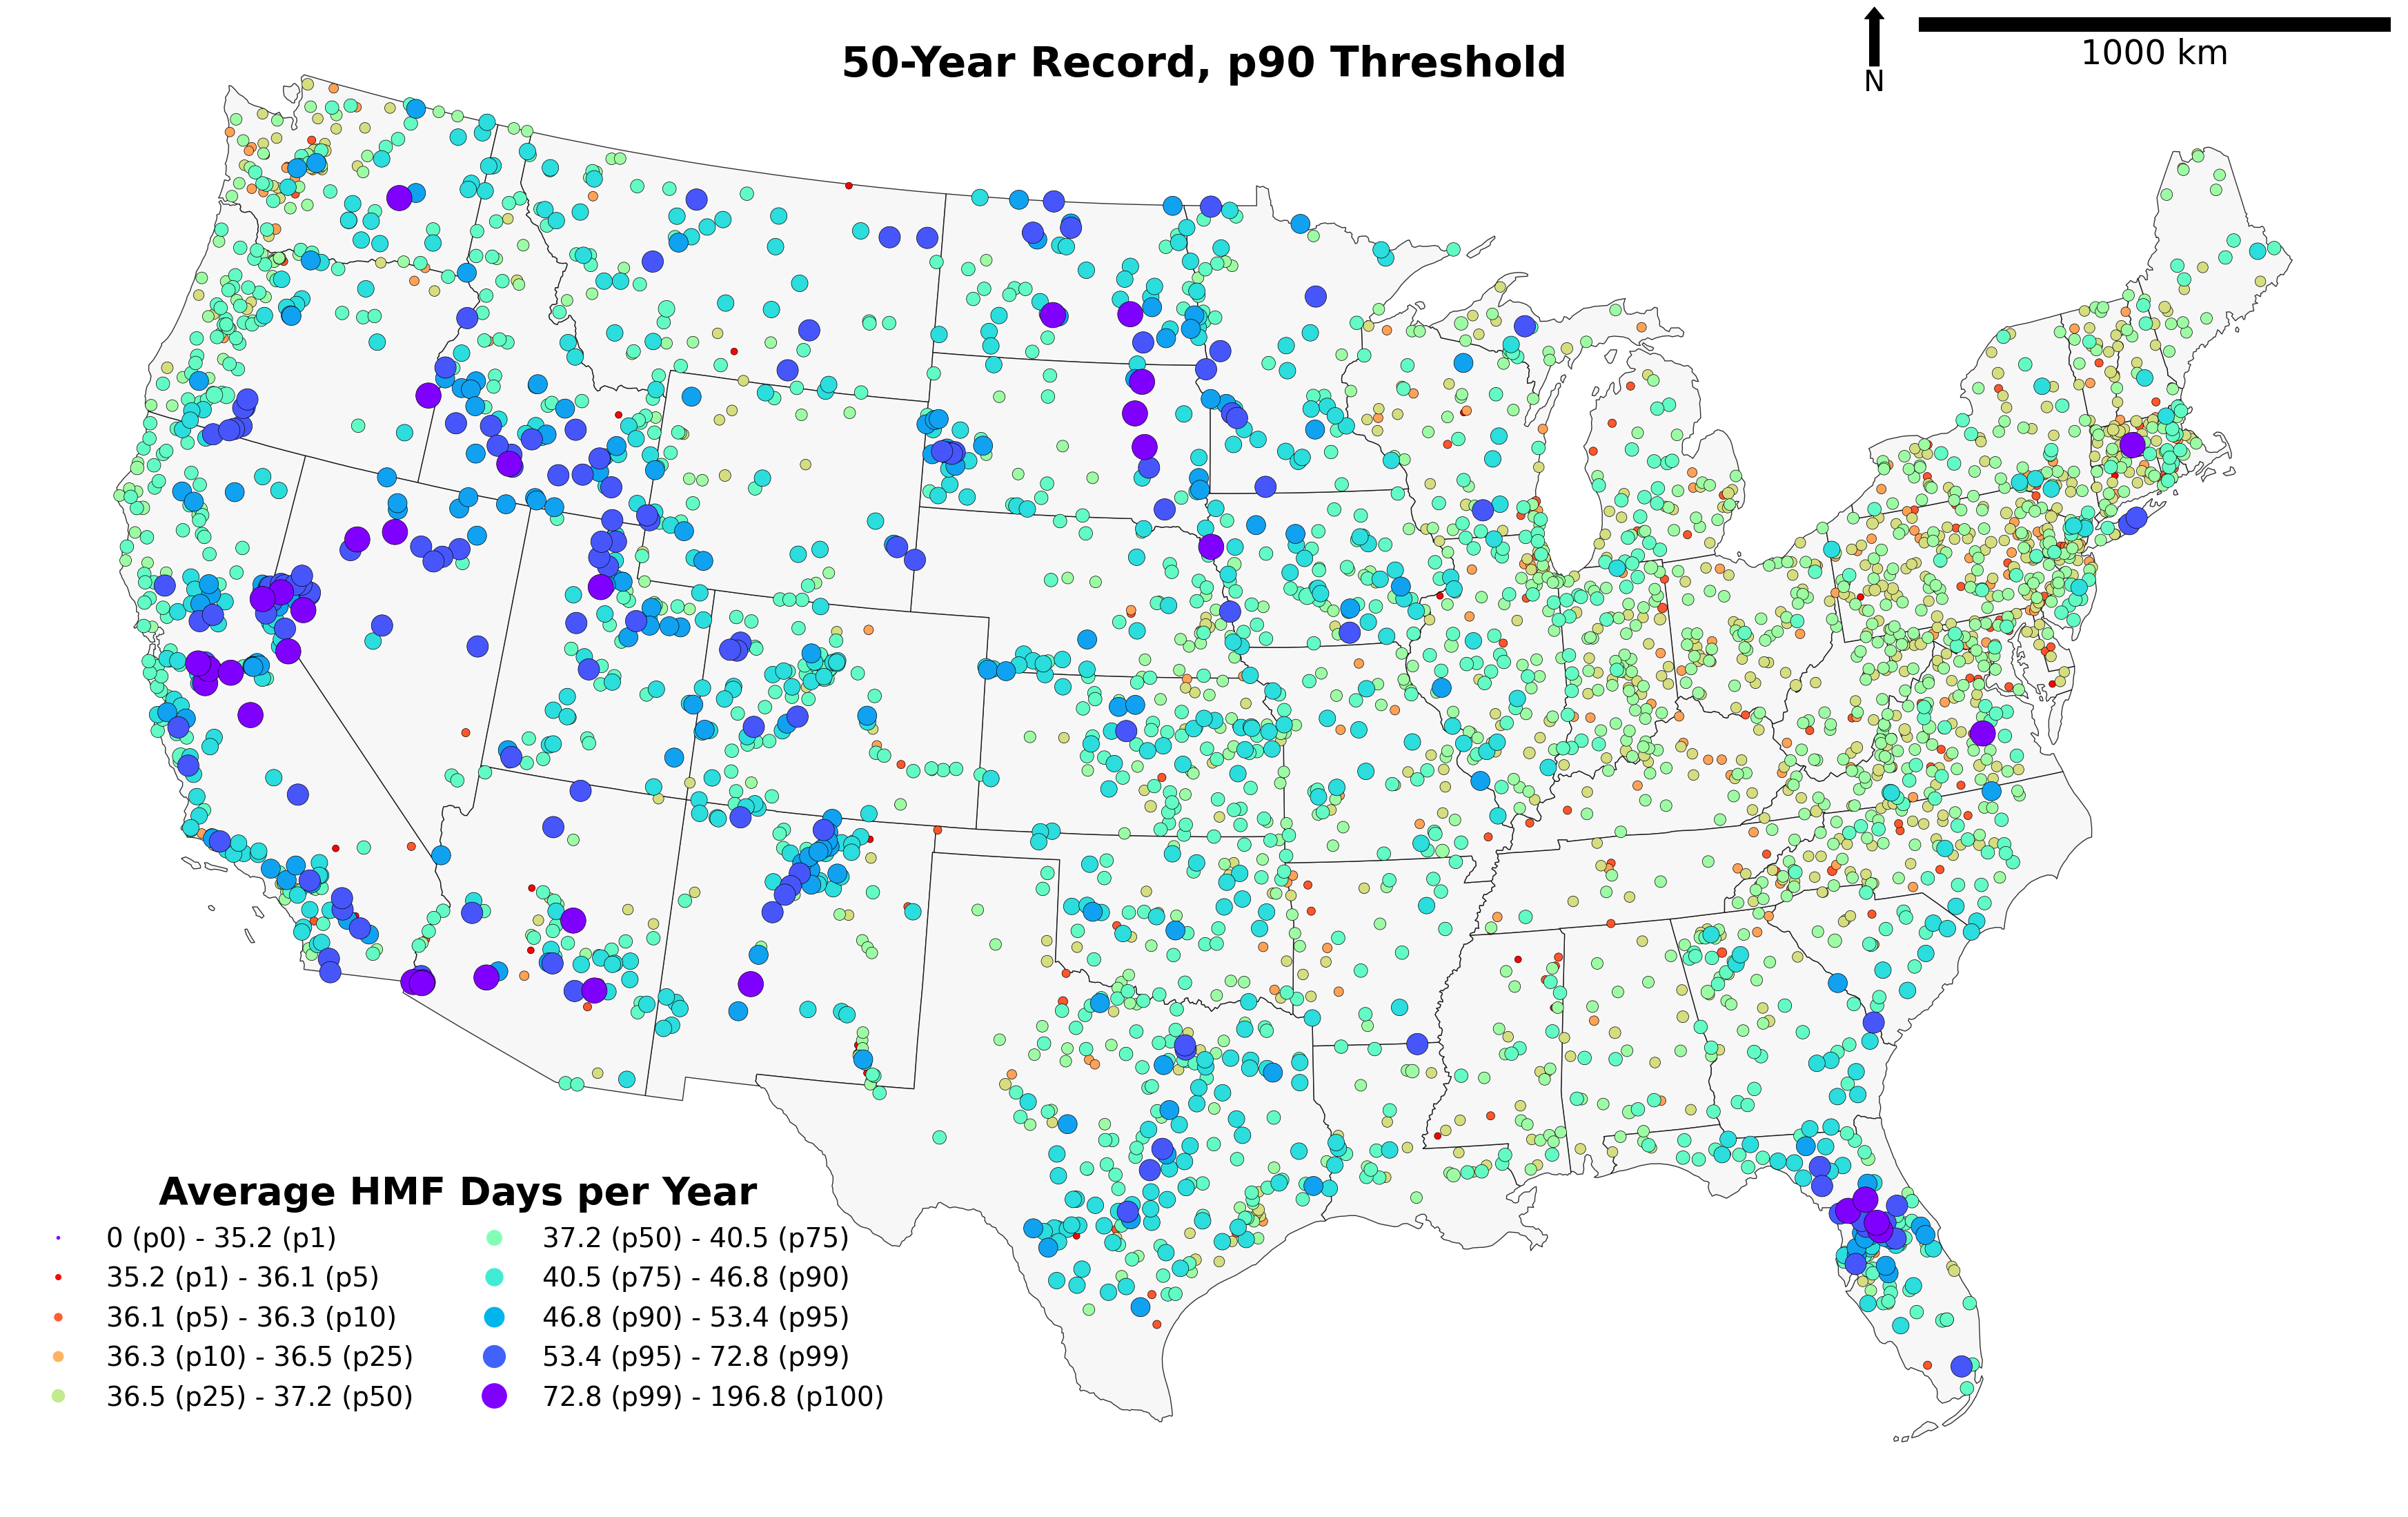 50-Year Record, p90 Threshold
1000 km
N
Average HMF Days per Year
0 (p0) - 35.2 (p1)
35.2 (p1) - 36.1 (p5)
36.1 (p5) - 36.3 (p10)
36.3 (p10) - 36.5 (p25)
36.5 (p25) - 37.2 (p50)
37.2 (p50) - 40.5 (p75)
40.5 (p75) - 46.8 (p90)
46.8 (p90) - 53.4 (p95)
53.4 (p95) - 72.8 (p99)
72.8 (p99) - 196.8 (p100)